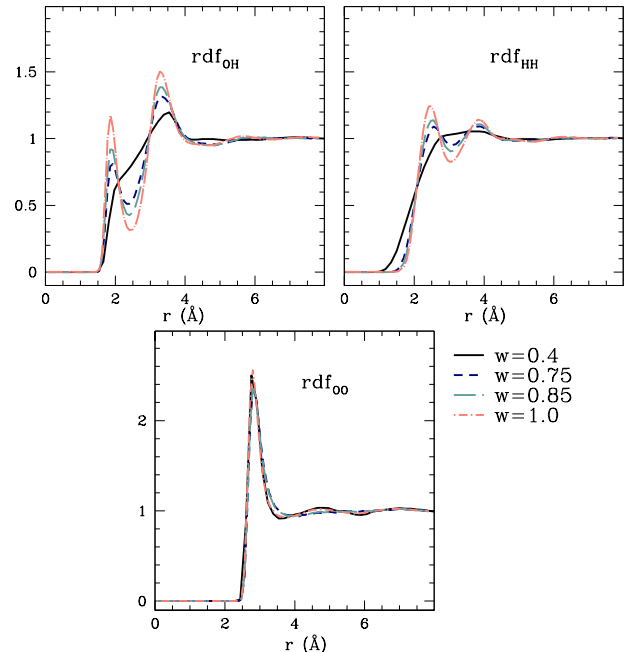 rdf_OH
rdf_HH
1.5
1
0.5
0
0 2 4 6
0 2 4 6
r (Å)
r (Å)
rdf_OO
2
1
0
0 2 4 6
r (Å)
w=0.4
w=0.75
w=0.85
w=1.0